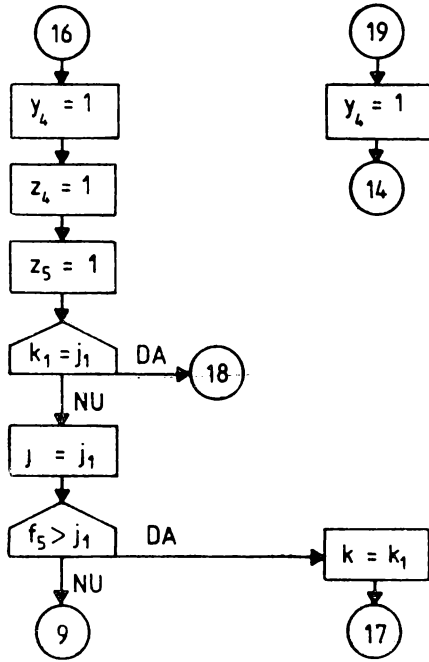 16
y₄ = 1
z₄ = 1
z₅ = 1
k₁ = j₁
DA
18
NU
j = j₁
f₅ > j₁
DA
NU
9
k = k₁
17
19
y₄ = 1
14